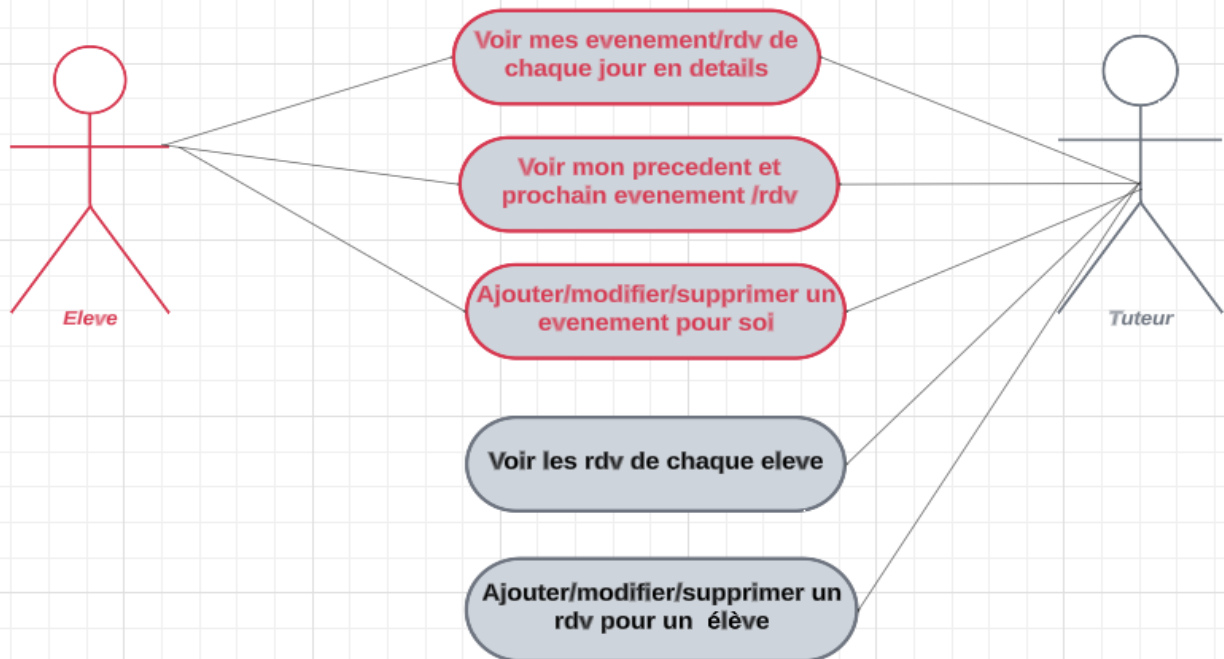 Voir mes evenement/rdv de
chaque jour en details
Voir mon precedent et
prochain evenement /rdv
Ajouter/modifier/supprimer un
evenement pour soi
Eleve
Tuteur
Voir les rdv de chaque eleve
Ajouter/modifier/supprimer un
rdv pour un  élève